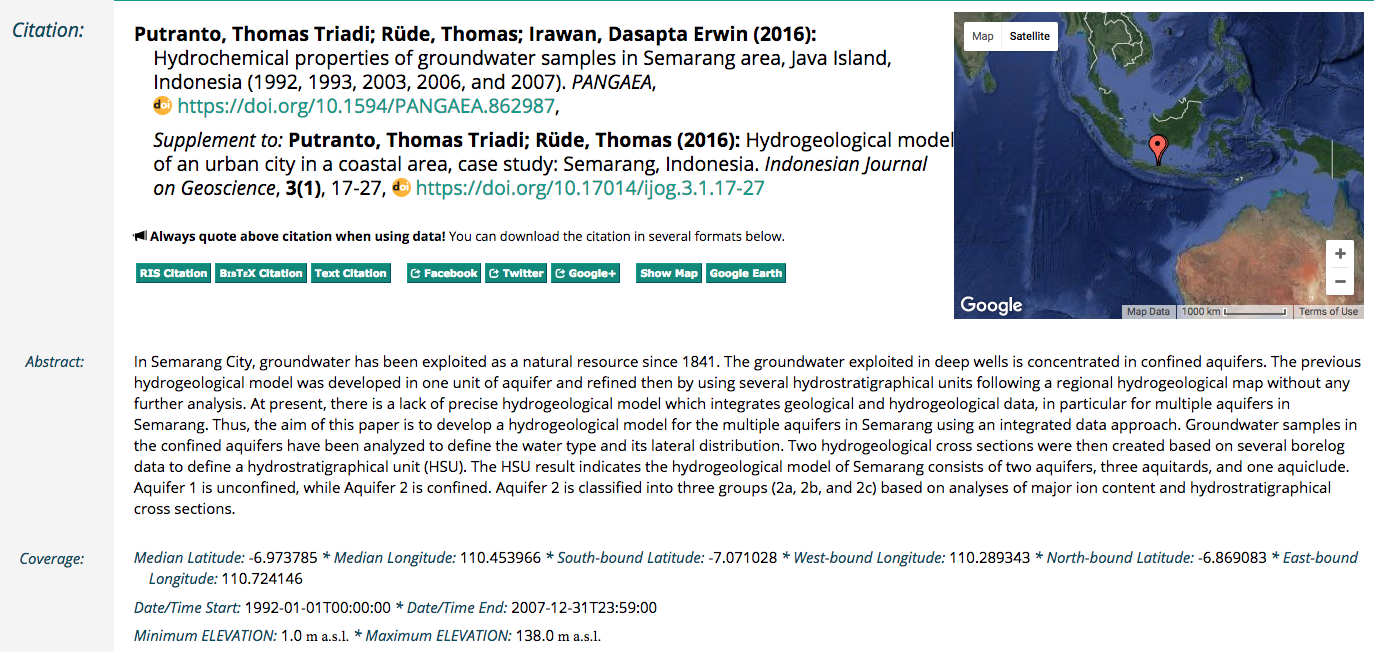 Citation:
Putranto, Thomas Triadi; Rüde, Thomas; Irawan, Dasapta Erwin (2016):
Hydrochemical properties of groundwater samples in Semarang area, Java Island,
Indonesia (1992, 1993, 2003, 2006, and 2007). PANGAEA,
doi https://doi.org/10.1594/PANGAEA.862987,
Supplement to: Putranto, Thomas Triadi; Rüde, Thomas (2016): Hydrogeological model
of an urban city in a coastal area, case study: Semarang, Indonesia. Indonesian Journal
on Geoscience, 3(1), 17-27, doi https://doi.org/10.17014/ijog.3.1.17-27
Always quote above citation when using data! You can download the citation in several formats below.
RIS Citation BIBTEX Citation Text Citation Facebook Twitter Google+ Show Map Google Earth
Map Satellite
+
−
Google
Map Data 1000 km Terms of Use
Abstract:
In Semarang City, groundwater has been exploited as a natural resource since 1841. The groundwater exploited in deep wells is concentrated in confined aquifers. The previous
hydrogeological model was developed in one unit of aquifer and refined then by using several hydrostratigraphical units following a regional hydrogeological map without any
further analysis. At present, there is a lack of precise hydrogeological model which integrates geological and hydrogeological data, in particular for multiple aquifers in
Semarang. Thus, the aim of this paper is to develop a hydrogeological model for the multiple aquifers in Semarang using an integrated data approach. Groundwater samples in
the confined aquifers have been analyzed to define the water type and its lateral distribution. Two hydrogeological cross sections were then created based on several borelog
data to define a hydrostratigraphical unit (HSU). The HSU result indicates the hydrogeological model of Semarang consists of two aquifers, three aquitards, and one aquiclude.
Aquifer 1 is unconfined, while Aquifer 2 is confined. Aquifer 2 is classified into three groups (2a, 2b, and 2c) based on analyses of major ion content and hydrostratigraphical
cross sections.
Coverage:
Median Latitude: -6.973785 * Median Longitude: 110.453966 * South-bound Latitude: -7.071028 * West-bound Longitude: 110.289343 * North-bound Latitude: -6.869083 * East-bound
Longitude: 110.724146
Date/Time Start: 1992-01-01T00:00:00 * Date/Time End: 2007-12-31T23:59:00
Minimum ELEVATION: 1.0 m a.s.l. * Maximum ELEVATION: 138.0 m a.s.l.